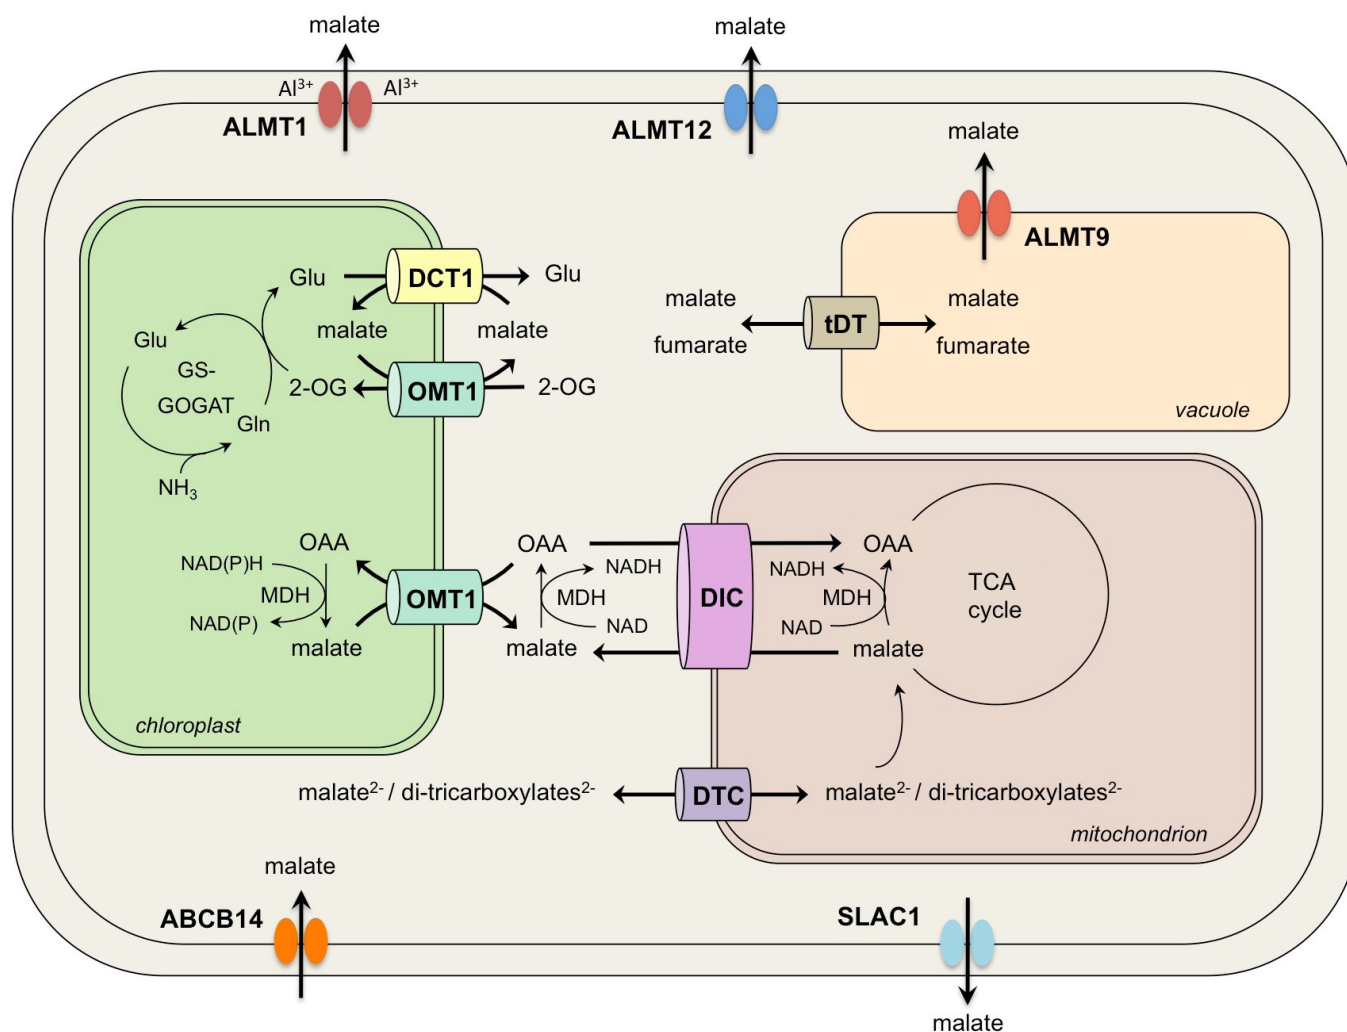 malate
malate
Al³⁺
Al³⁺
ALMT1
ALMT12
malate
ALMT9
Glu
DCT1
Glu
malate
malate
Glu
GS-
GOGAT
Gln
NH₃
2-OG
OMT1
2-OG
malate
fumarate
tDT
malate
fumarate
vacuole
OAA
NAD(P)H
MDH
NAD(P)
malate
OMT1
chloroplast
OAA
NADH
MDH
NAD
malate
DIC
OAA
NADH
MDH
NAD
malate
TCA
cycle
malate²⁻ / di-tricarboxylates²⁻
DTC
malate²⁻ / di-tricarboxylates²⁻
mitochondrion
malate
ABCB14
SLAC1
malate